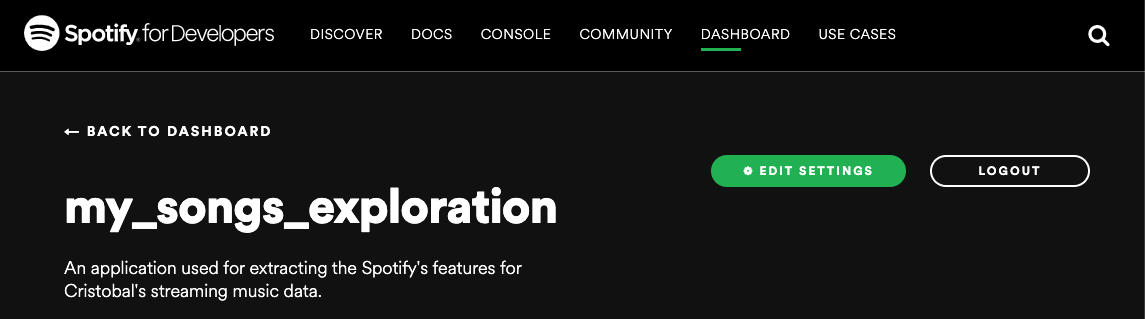 Spotify for Developers DISCOVER DOCS CONSOLE COMMUNITY DASHBOARD USE CASES
← BACK TO DASHBOARD
EDIT SETTINGS LOGOUT
my_songs_exploration
An application used for extracting the Spotify's features for
Cristobal's streaming music data.